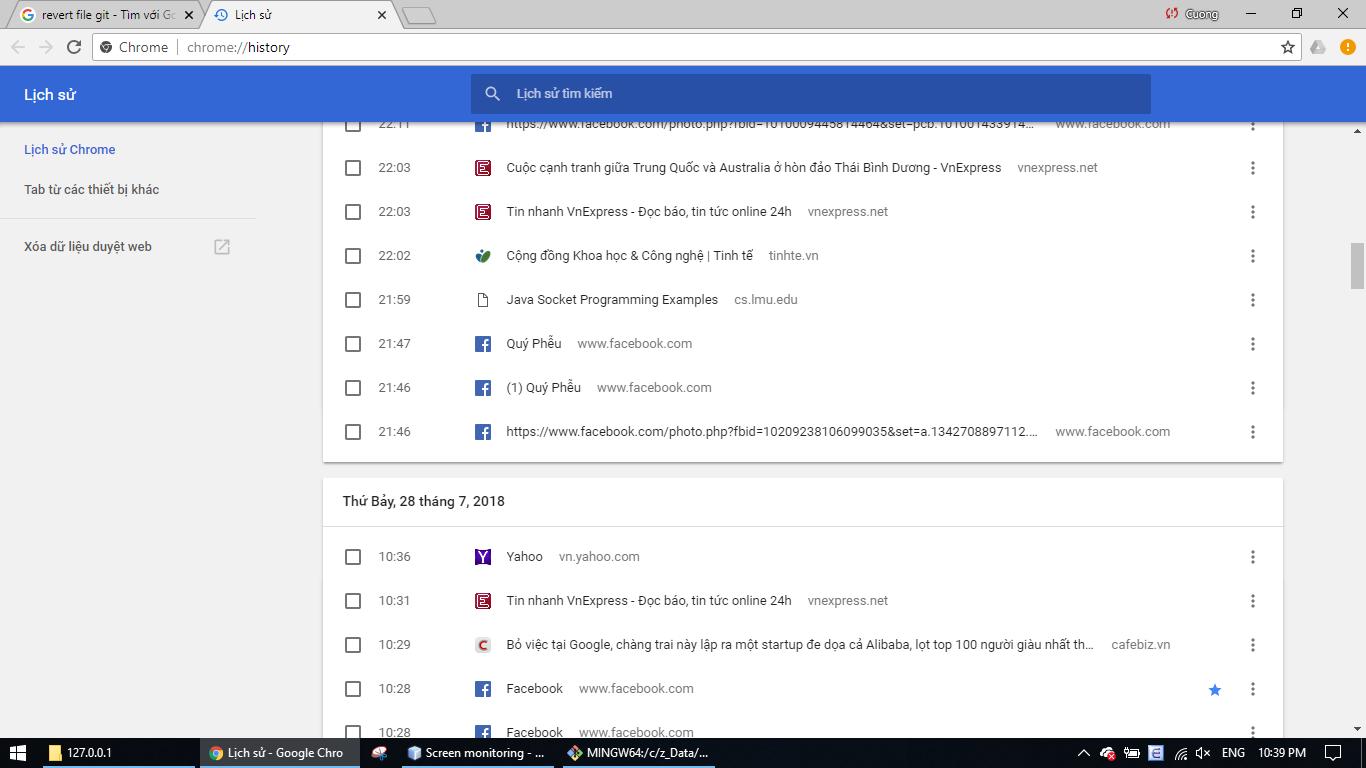 revert file git - Tìm với Go
Lịch sử
Cuong
Chrome chrome://history
Lịch sử
Lịch sử tìm kiếm
Lịch sử Chrome
Tab từ các thiết bị khác
Xóa dữ liệu duyệt web
22:11 https://www.facebook.com/photo.php?fbid=1010009445814464&set=pcb.101001433914... www.facebook.com
22:03 Cuộc cạnh tranh giữa Trung Quốc và Australia ở hòn đảo Thái Bình Dương - VnExpress vnexpress.net
22:03 Tin nhanh VnExpress - Đọc báo, tin tức online 24h vnexpress.net
22:02 Cộng đồng Khoa học & Công nghệ | Tinh tế tinhte.vn
21:59 Java Socket Programming Examples cs.lmu.edu
21:47 Quý Phễu www.facebook.com
21:46 (1) Quý Phễu www.facebook.com
21:46 https://www.facebook.com/photo.php?fbid=10209238106099035&set=a.1342708897112.... www.facebook.com
Thứ Bảy, 28 tháng 7, 2018
10:36 Yahoo vn.yahoo.com
10:31 Tin nhanh VnExpress - Đọc báo, tin tức online 24h vnexpress.net
10:29 Bỏ việc tại Google, chàng trai này lập ra một startup đe dọa cả Alibaba, lọt top 100 người giàu nhất th... cafebiz.vn
10:28 Facebook www.facebook.com
10:28 Facebook www.facebook.com
127.0.0.1
Lịch sử - Google Chro
Screen monitoring - ...
MINGW64:/c/z_Data/...
ENG
10:39 PM